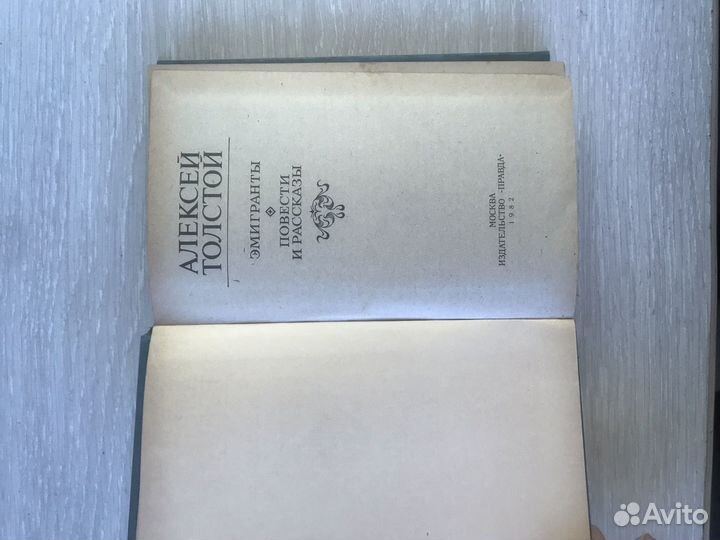 АЛЕКСЕЙ
ТОЛСТОЙ
ЭМИГРАНТЫ
ПОВЕСТИ
И РАССКАЗЫ
МОСКВА
ИЗДАТЕЛЬСТВО «ПРАВДА»
1982
Avito